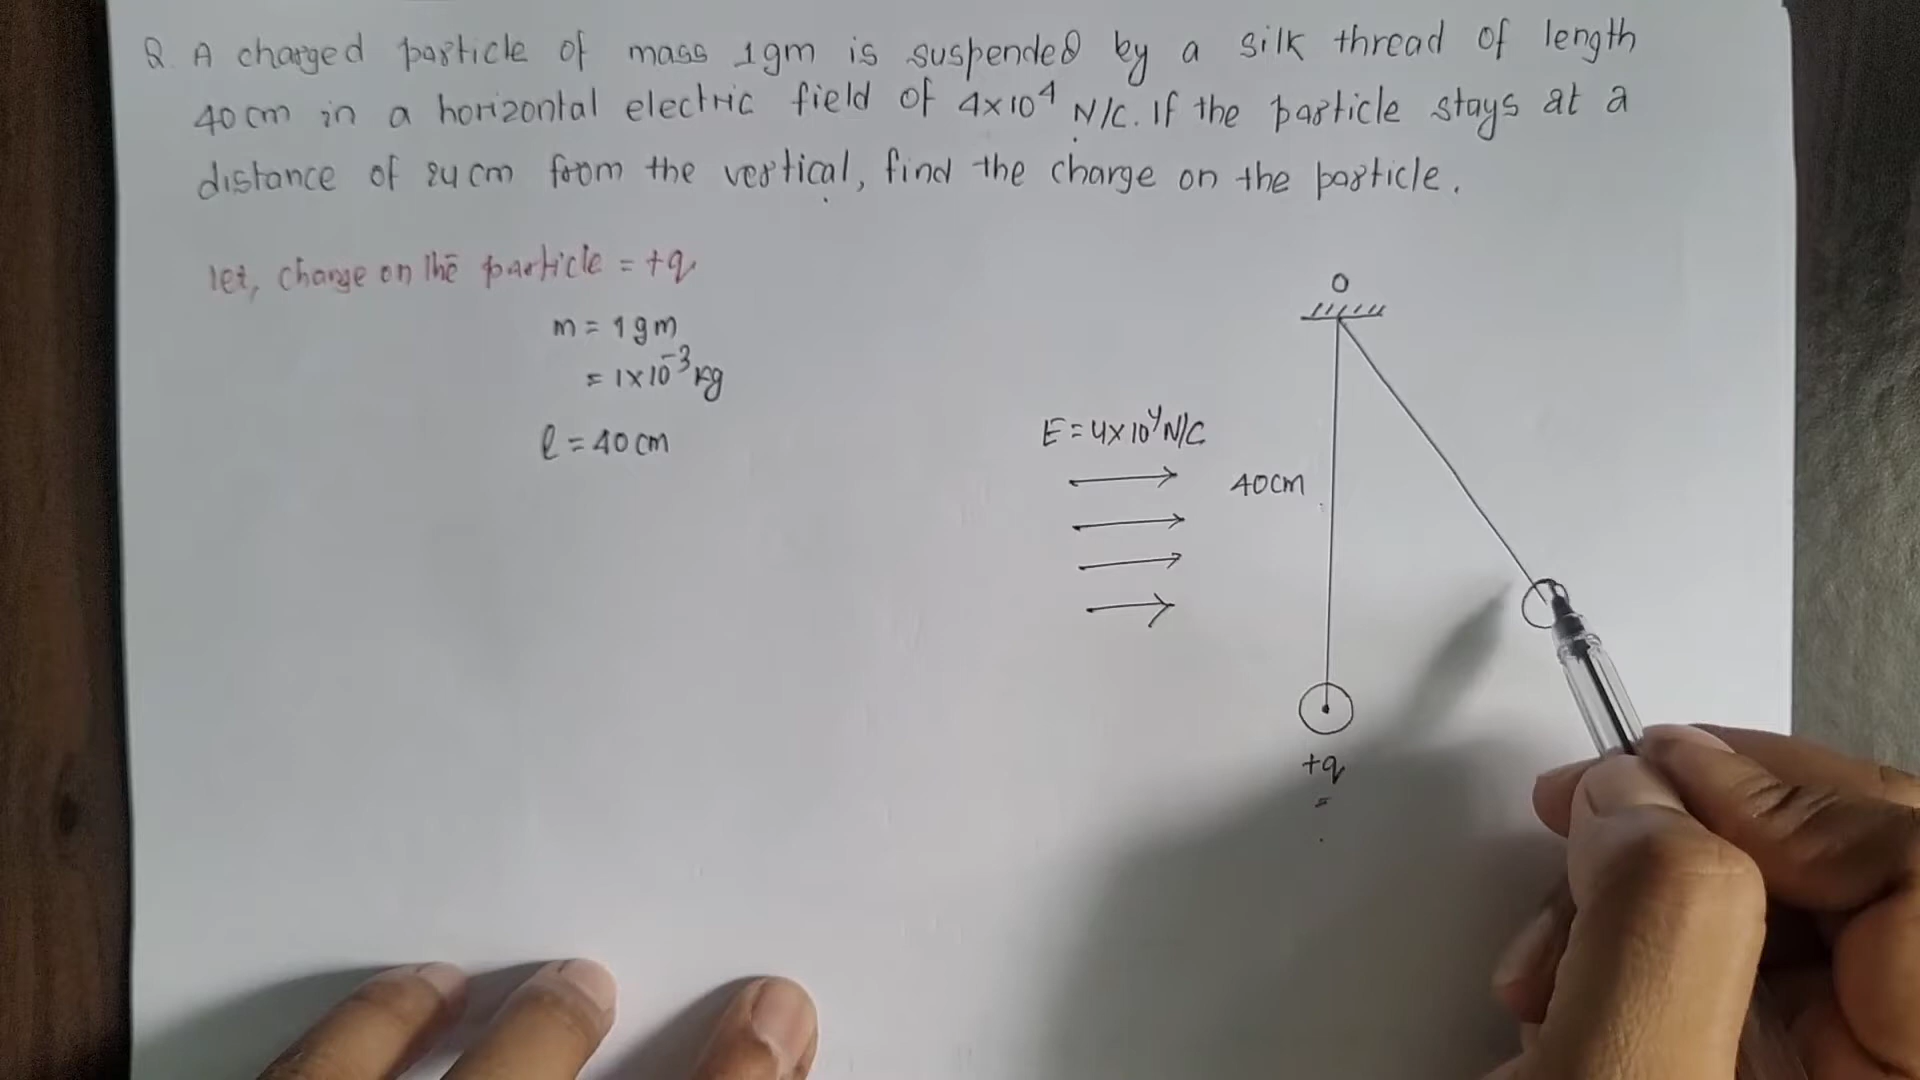 Q. A charged particle of mass 1gm is suspended by a silk thread of length
40cm in a horizontal electric field of 4×10⁴ N/C. If the particle stays at a
distance of 24cm from the vertical, find the charge on the particle.
let, charge on the particle = +q
m = 1gm
= 1×10⁻³ kg
l = 40cm
O
E = 4×10⁴ N/C
40cm
+q